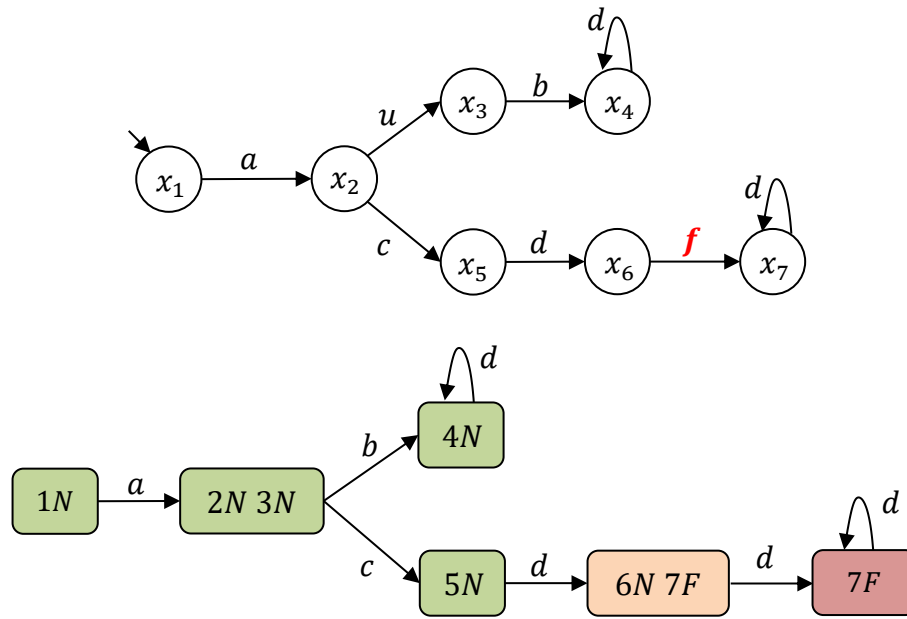 d
x₃ b x₄
u
x₁ a x₂
c
d
x₅ d x₆ f x₇
d
4N
b
1N a 2N 3N
c
d
5N d 6N 7F d 7F